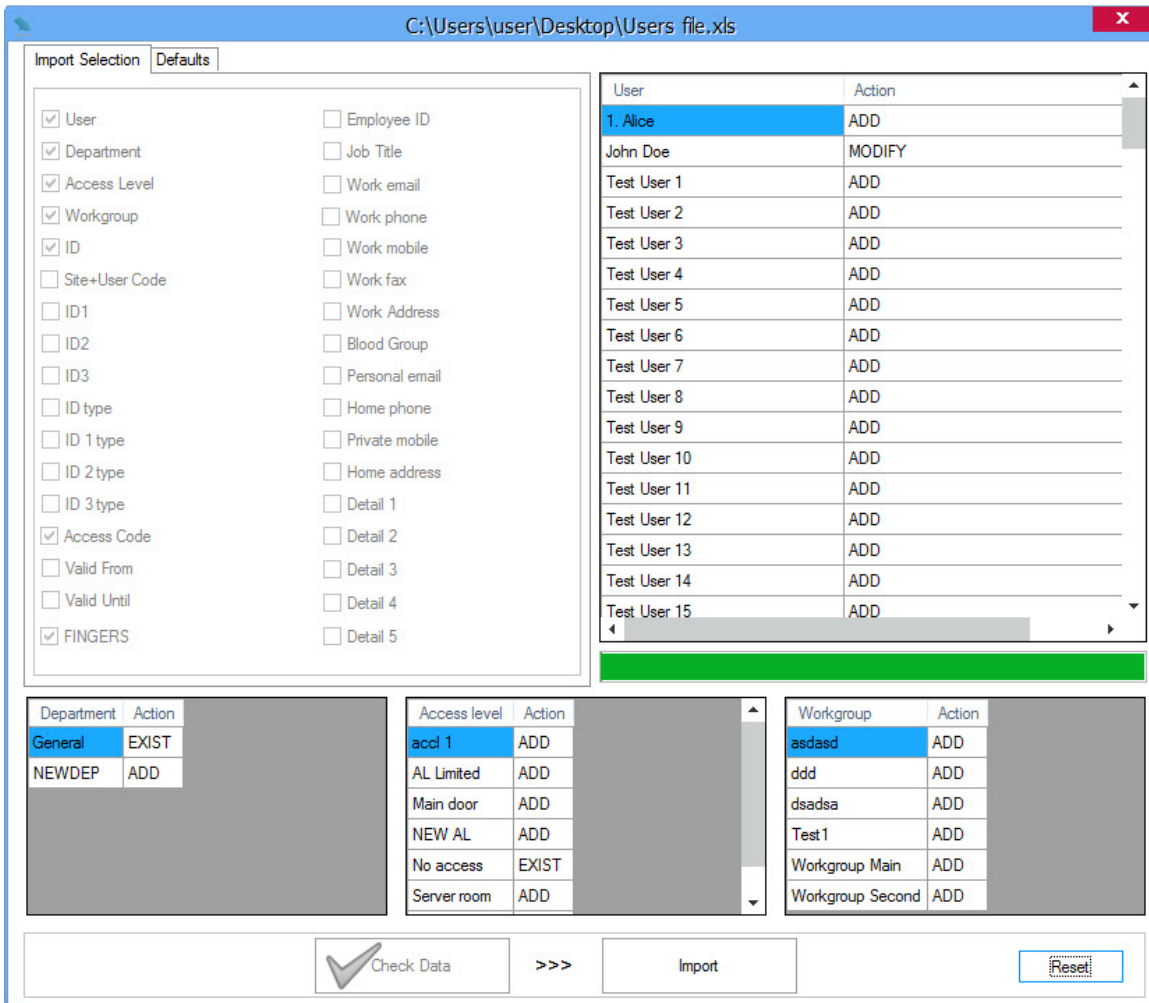 C:\Users\user\Desktop\Users file.xls
x
Import Selection Defaults
User
Department
Access Level
Workgroup
ID
Site+User Code
ID1
ID2
ID3
ID type
ID 1 type
ID 2 type
ID 3 type
Access Code
Valid From
Valid Until
FINGERS
Employee ID
Job Title
Work email
Work phone
Work mobile
Work fax
Work Address
Blood Group
Personal email
Home phone
Private mobile
Home address
Detail 1
Detail 2
Detail 3
Detail 4
Detail 5
User Action
1. Alice ADD
John Doe MODIFY
Test User 1 ADD
Test User 2 ADD
Test User 3 ADD
Test User 4 ADD
Test User 5 ADD
Test User 6 ADD
Test User 7 ADD
Test User 8 ADD
Test User 9 ADD
Test User 10 ADD
Test User 11 ADD
Test User 12 ADD
Test User 13 ADD
Test User 14 ADD
Test User 15 ADD
Department Action
General EXIST
NEWDEP ADD
Access level Action
accl 1 ADD
AL Limited ADD
Main door ADD
NEW AL ADD
No access EXIST
Server room ADD
Workgroup Action
asdasd ADD
ddd ADD
dsadsa ADD
Test1 ADD
Workgroup Main ADD
Workgroup Second ADD
Check Data >>> Import Reset